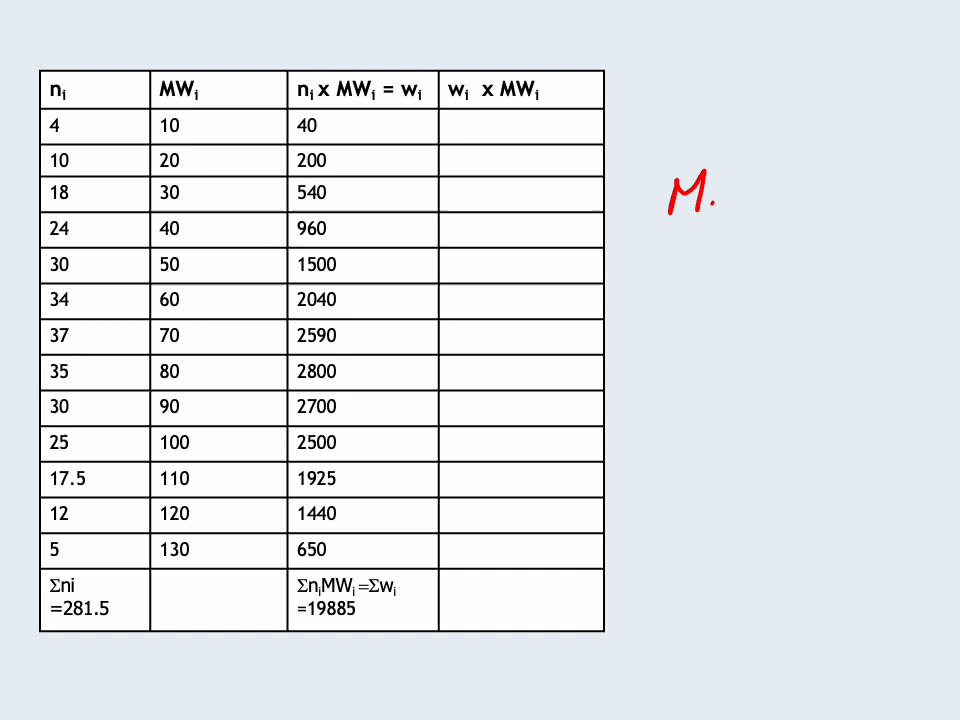 nᵢ MWᵢ nᵢ x MWᵢ = wᵢ wᵢ x MWᵢ
4 10 40
10 20 200
18 30 540
24 40 960
30 50 1500
34 60 2040
37 70 2590
35 80 2800
30 90 2700
25 100 2500
17.5 110 1925
12 120 1440
5 130 650
Σni ΣnᵢMWᵢ =Σwᵢ
=281.5 =19885
M.